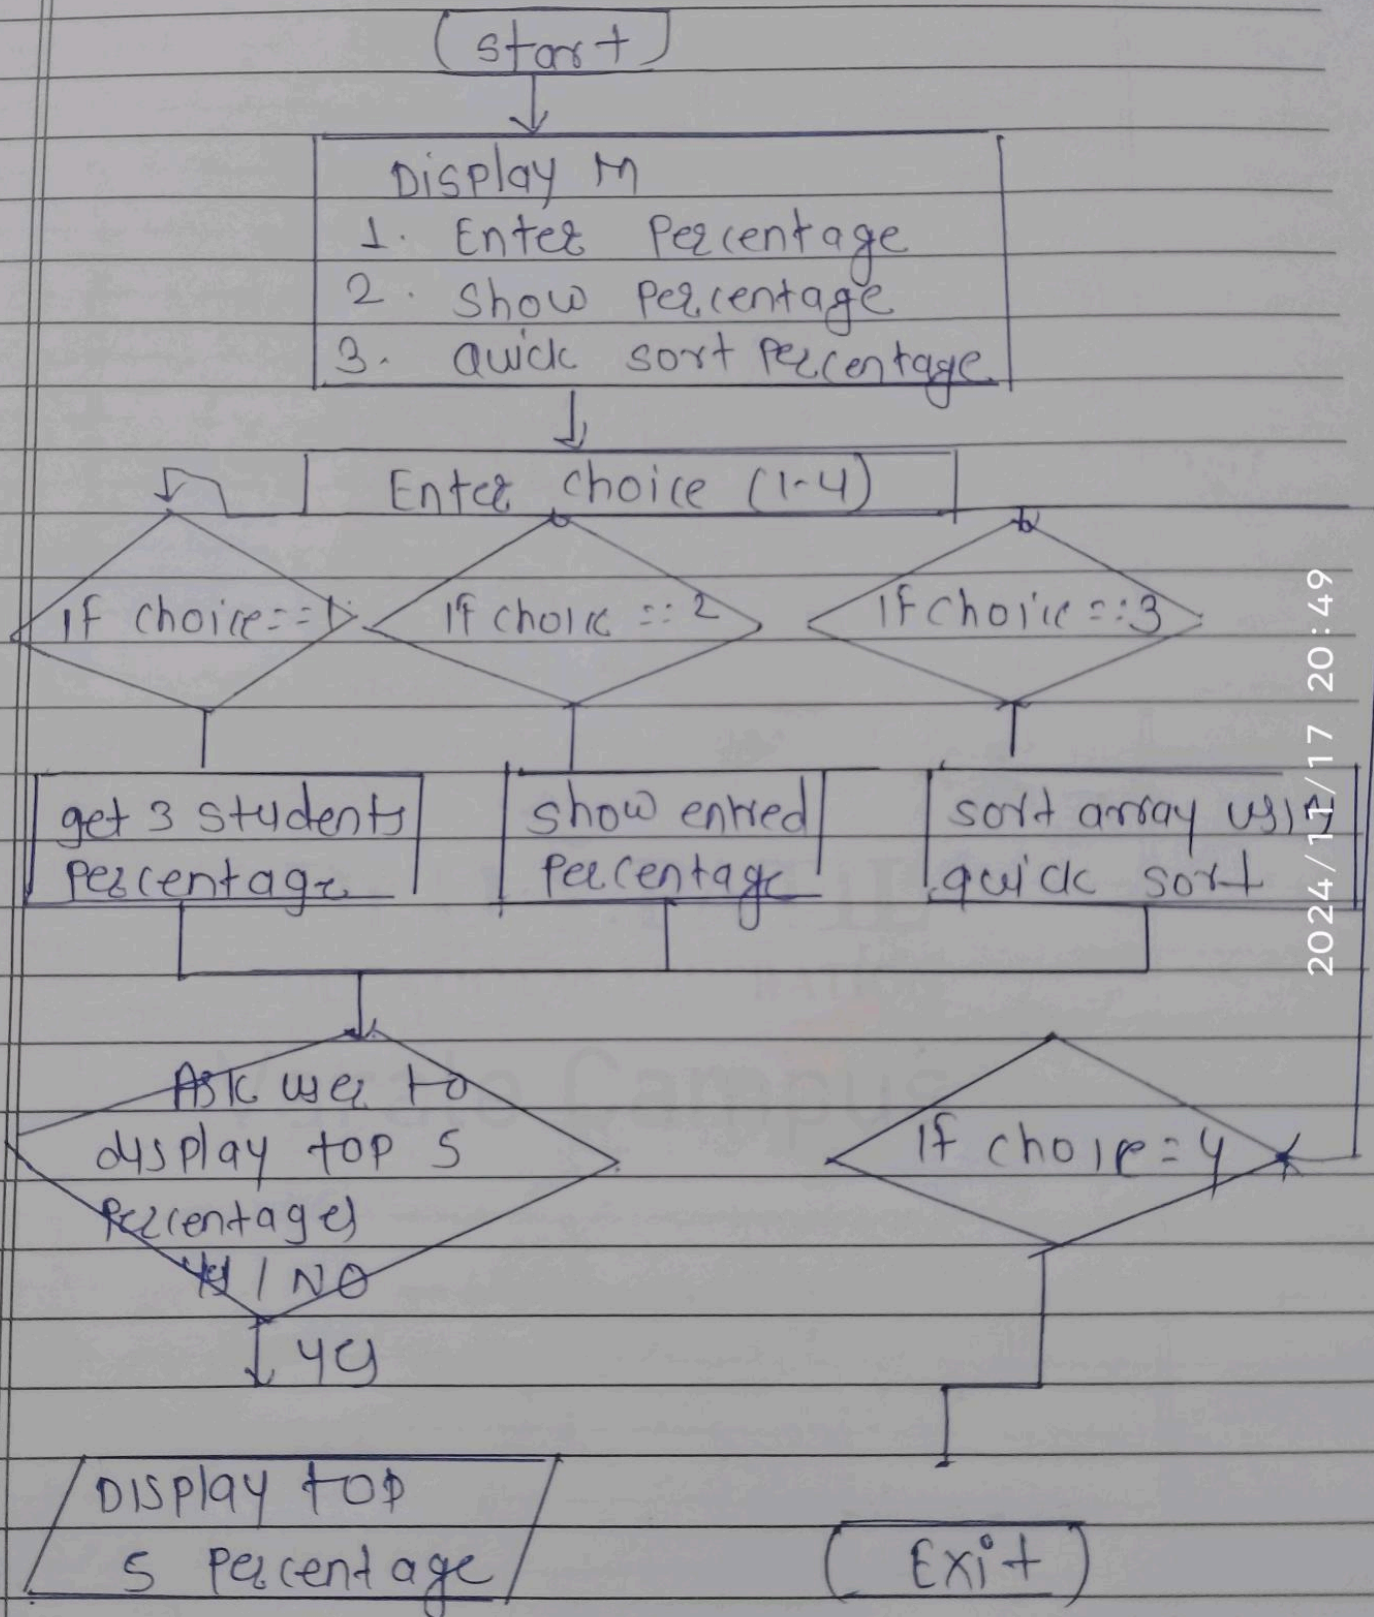 Start
Display M
1. Enter Percentage
2. Show Percentage
3. Quick sort Percentage
Enter choice (1-4)
If choice==1
If choice == 2
If choice ==3
get 3 students
Percentage
show entred
Percentage
sort array using
quick sort
Ask user to
display top 5
Percentages
Yes / NO
Yes
If choice=4
Display top
5 Percentage
Exit
2024/11/17 20:49